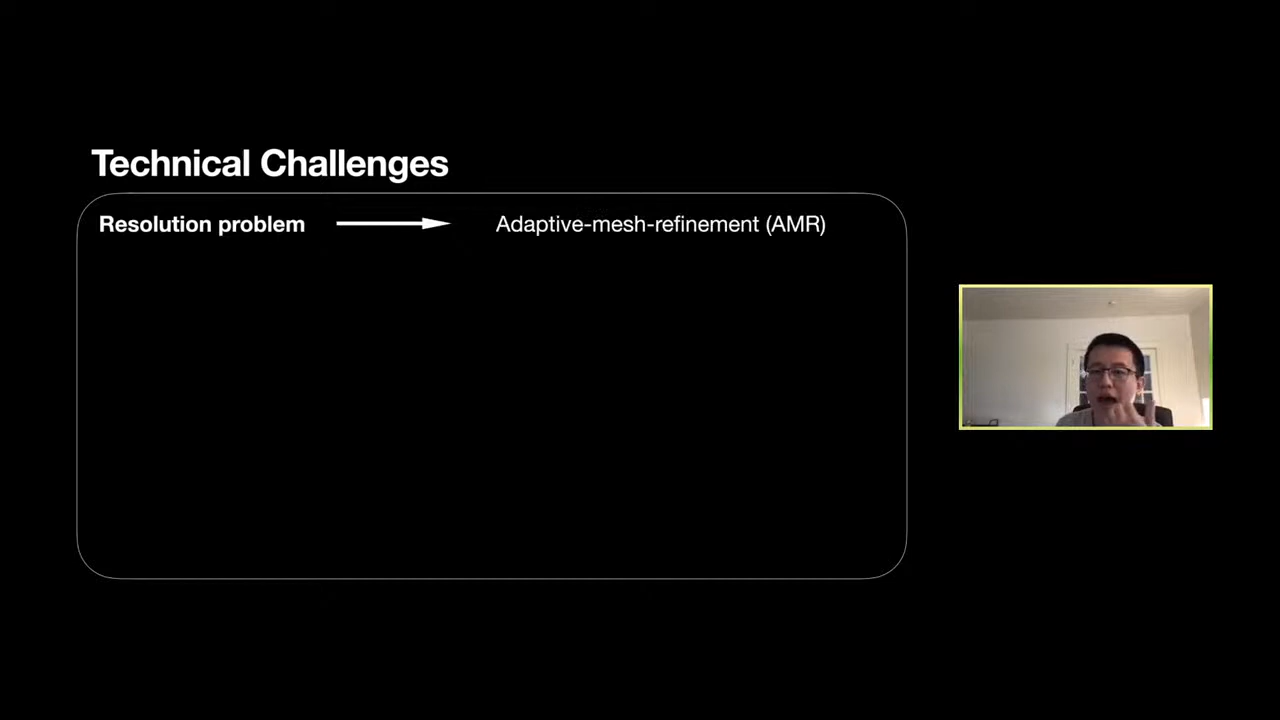 Technical Challenges
Resolution problem
Adaptive-mesh-refinement (AMR)